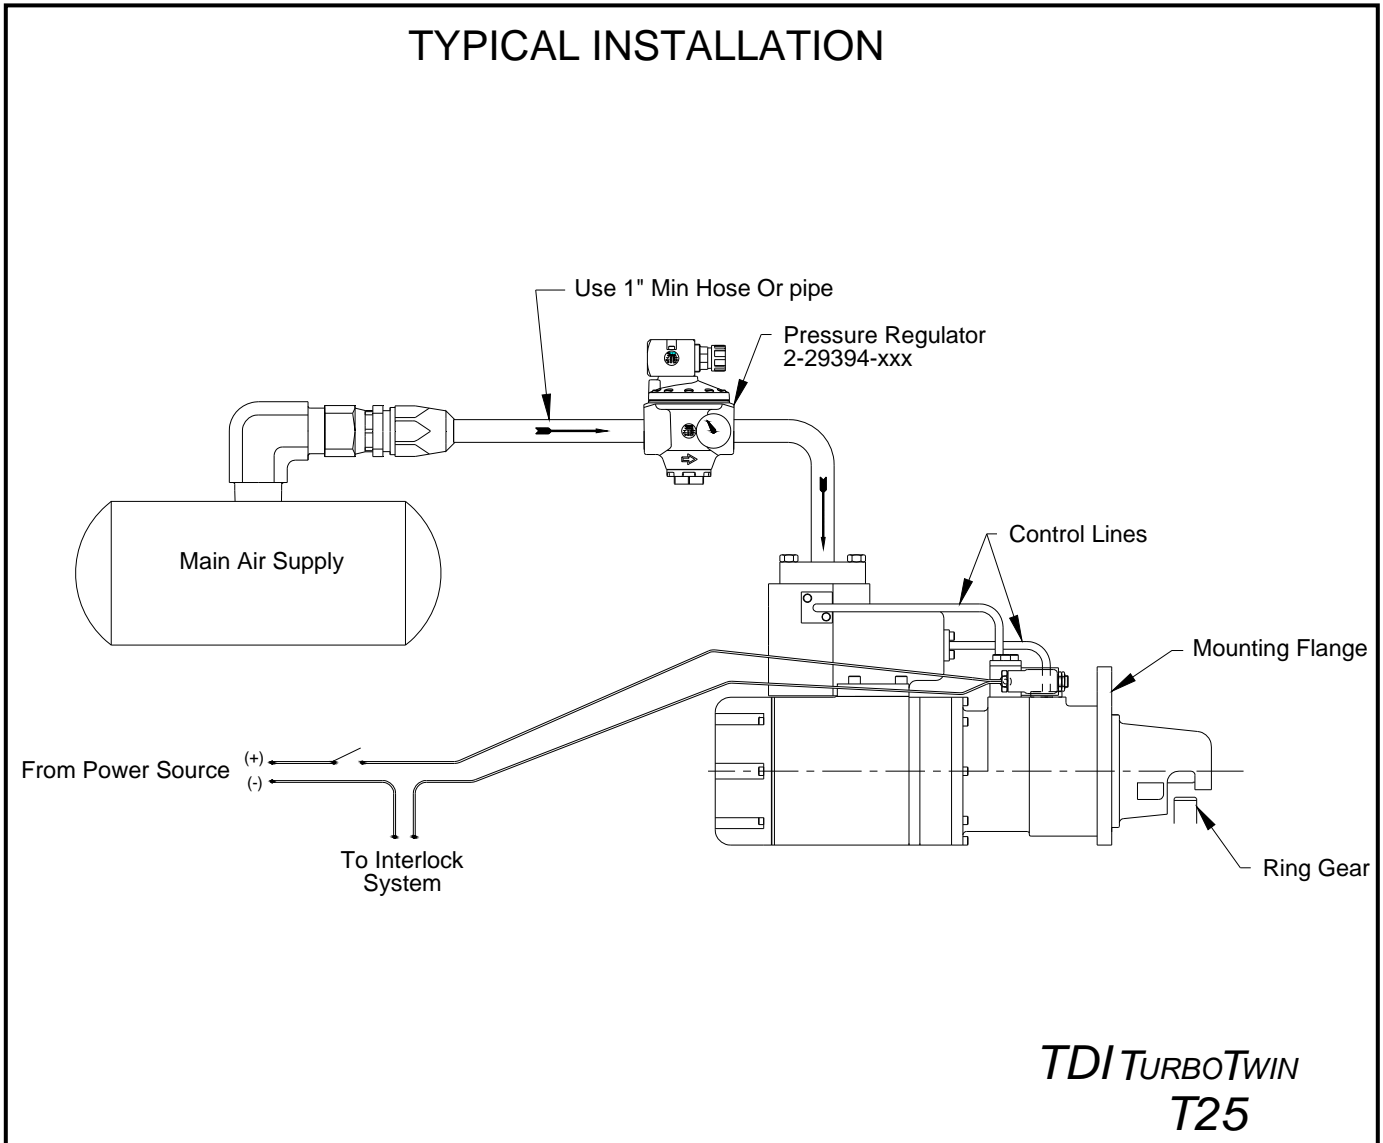 TYPICAL INSTALLATION
Use 1" Min Hose Or pipe
Pressure Regulator
2-29394-xxx
Main Air Supply
Control Lines
Mounting Flange
From Power Source
(+)
(-)
To Interlock
System
Ring Gear
TDI TURBOTWIN
T25